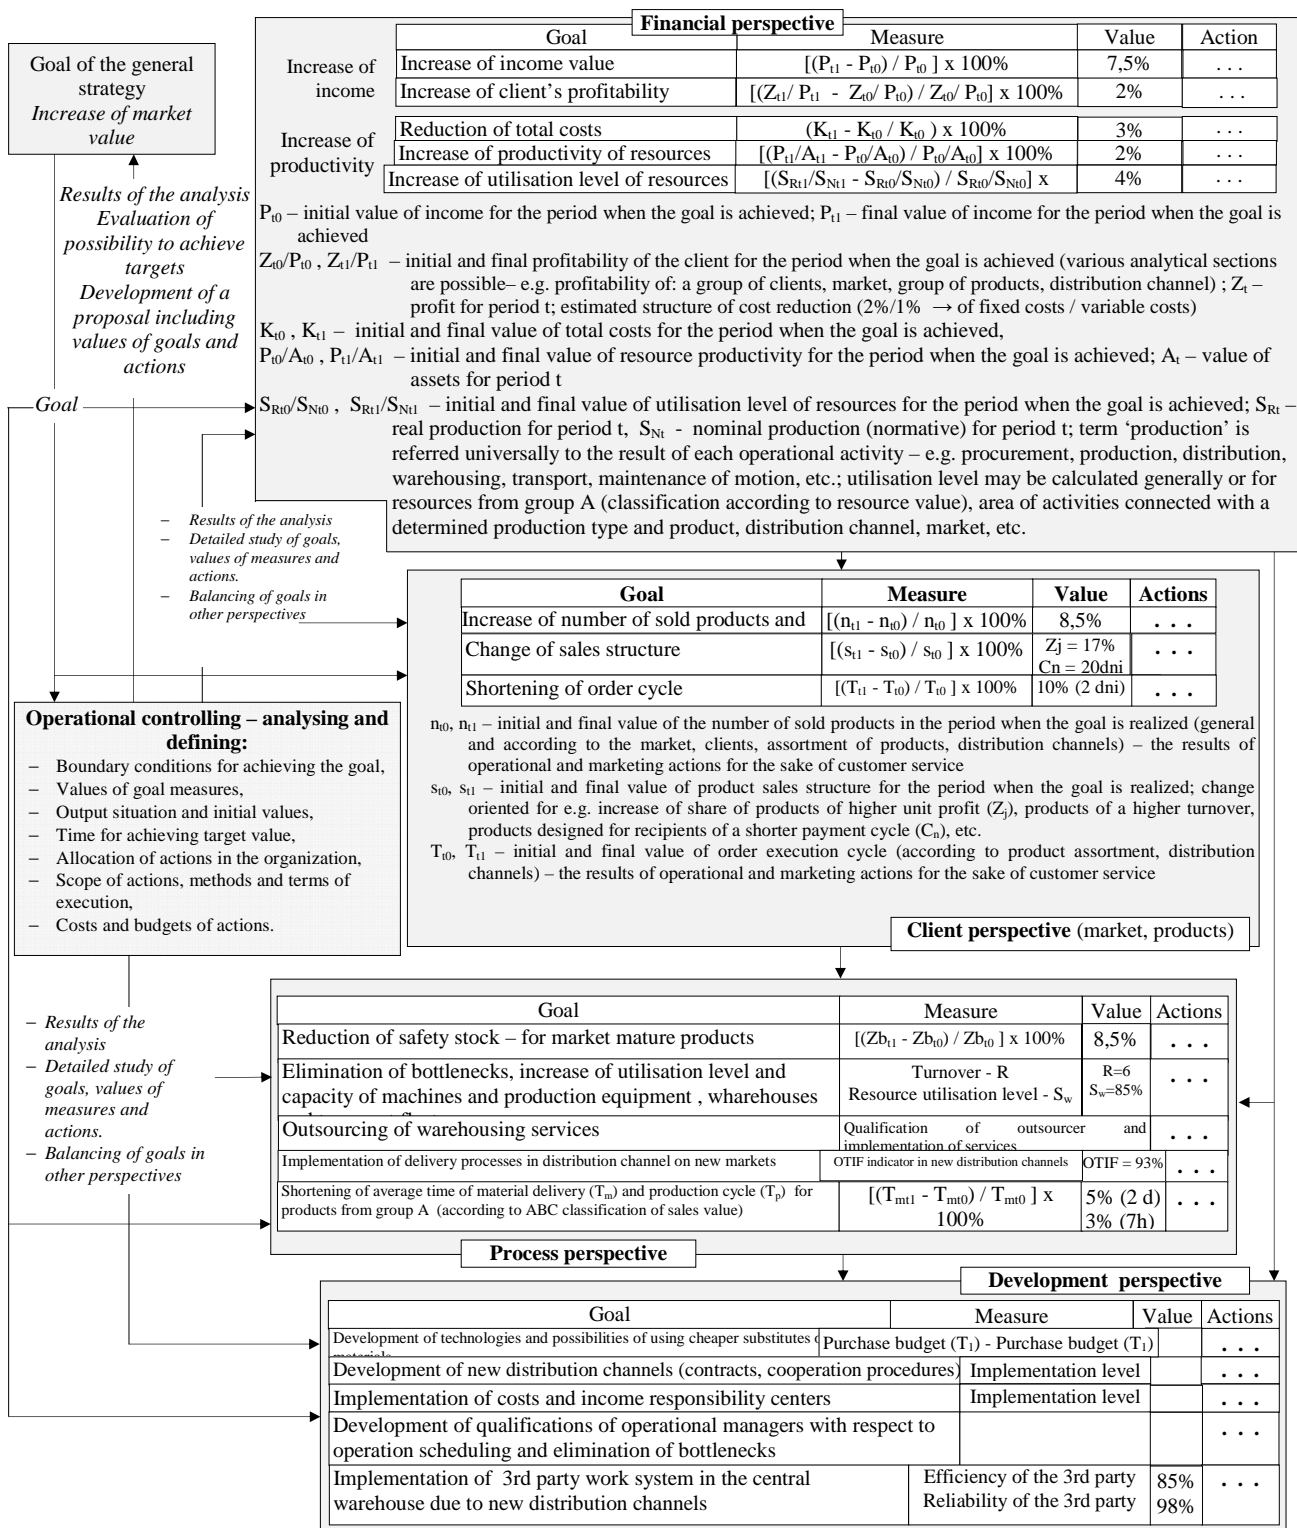 Financial perspective
Goal Measure Value Action
Increase of income
Increase of income value [(Pt1 - Pt0) / Pt0 ] x 100% 7,5% . . .
Increase of client's profitability [(Zt1/ Pt1 - Zt0/ Pt0) / Zt0/ Pt0] x 100% 2% . . .
Increase of productivity
Reduction of total costs (Kt1 - Kt0 / Kt0 ) x 100% 3% . . .
Increase of productivity of resources [(Pt1/At1 - Pt0/At0) / Pt0/At0] x 100% 2% . . .
Increase of utilisation level of resources [(SRt1/SNt1 - SRt0/SNt0) / SRt0/SNt0] x 4% . . .
Pt0 – initial value of income for the period when the goal is achieved; Pt1 – final value of income for the period when the goal is
achieved
Zt0/Pt0 , Zt1/Pt1 – initial and final profitability of the client for the period when the goal is achieved (various analytical sections
are possible– e.g. profitability of: a group of clients, market, group of products, distribution channel) ; Zt –
profit for period t; estimated structure of cost reduction (2%/1% → of fixed costs / variable costs)
Kt0 , Kt1 – initial and final value of total costs for the period when the goal is achieved,
Pt0/At0 , Pt1/At1 – initial and final value of resource productivity for the period when the goal is achieved; At – value of
assets for period t
SRt0/SNt0 , SRt1/SNt1 – initial and final value of utilisation level of resources for the period when the goal is achieved; SRt –
real production for period t, SNt - nominal production (normative) for period t; term 'production' is
referred universally to the result of each operational activity – e.g. procurement, production, distribution,
warehousing, transport, maintenance of motion, etc.; utilisation level may be calculated generally or for
resources from group A (classification according to resource value), area of activities connected with a
determined production type and product, distribution channel, market, etc.
Goal of the general
strategy
Increase of market
value
Results of the analysis
Evaluation of
possibility to achieve
targets
Development of a
proposal including
values of goals and
actions
Goal
– Results of the analysis
– Detailed study of goals,
values of measures and
actions.
– Balancing of goals in
other perspectives
Goal Measure Value Actions
Increase of number of sold products and [(nt1 - nt0) / nt0 ] x 100% 8,5% . . .
Change of sales structure [(st1 - st0) / st0 ] x 100% Zj = 17% . . .
Cn = 20dni
Shortening of order cycle [(Tt1 - Tt0) / Tt0 ] x 100% 10% (2 dni) . . .
nt0, nt1 – initial and final value of the number of sold products in the period when the goal is realized (general
and according to the market, clients, assortment of products, distribution channels) – the results of
operational and marketing actions for the sake of customer service
st0, st1 – initial and final value of product sales structure for the period when the goal is realized; change
oriented for e.g. increase of share of products of higher unit profit (Zj), products of a higher turnover,
products designed for recipients of a shorter payment cycle (Cn), etc.
Tt0, Tt1 – initial and final value of order execution cycle (according to product assortment, distribution
channels) – the results of operational and marketing actions for the sake of customer service
Client perspective (market, products)
Operational controlling – analysing and
defining:
– Boundary conditions for achieving the goal,
– Values of goal measures,
– Output situation and initial values,
– Time for achieving target value,
– Allocation of actions in the organization,
– Scope of actions, methods and terms of
execution,
– Costs and budgets of actions.
– Results of the
analysis
– Detailed study of
goals, values of
measures and
actions.
– Balancing of goals in
other perspectives
Goal Measure Value Actions
Reduction of safety stock – for market mature products [(Zbt1 - Zbt0) / Zbt0 ] x 100% 8,5% . . .
Elimination of bottlenecks, increase of utilisation level and Turnover - R R=6 . . .
capacity of machines and production equipment , wharehouses Resource utilisation level - Sw Sw=85%
Outsourcing of warehousing services Qualification of outsourcer and . . .
implementation of services
Implementation of delivery processes in distribution channel on new markets OTIF indicator in new distribution channels OTIF = 93% . . .
Shortening of average time of material delivery (Tm) and production cycle (Tp) for [(Tmt1 - Tmt0) / Tmt0 ] x 5% (2 d) . . .
products from group A (according to ABC classification of sales value) 100% 3% (7h)
Process perspective
Development perspective
Goal Measure Value Actions
Development of technologies and possibilities of using cheaper substitutes Purchase budget (T1) - Purchase budget (T1) . . .
Development of new distribution channels (contracts, cooperation procedures) Implementation level . . .
Implementation of costs and income responsibility centers Implementation level . . .
Development of qualifications of operational managers with respect to . . .
operation scheduling and elimination of bottlenecks
Implementation of 3rd party work system in the central Efficiency of the 3rd party 85% . . .
warehouse due to new distribution channels Reliability of the 3rd party 98%